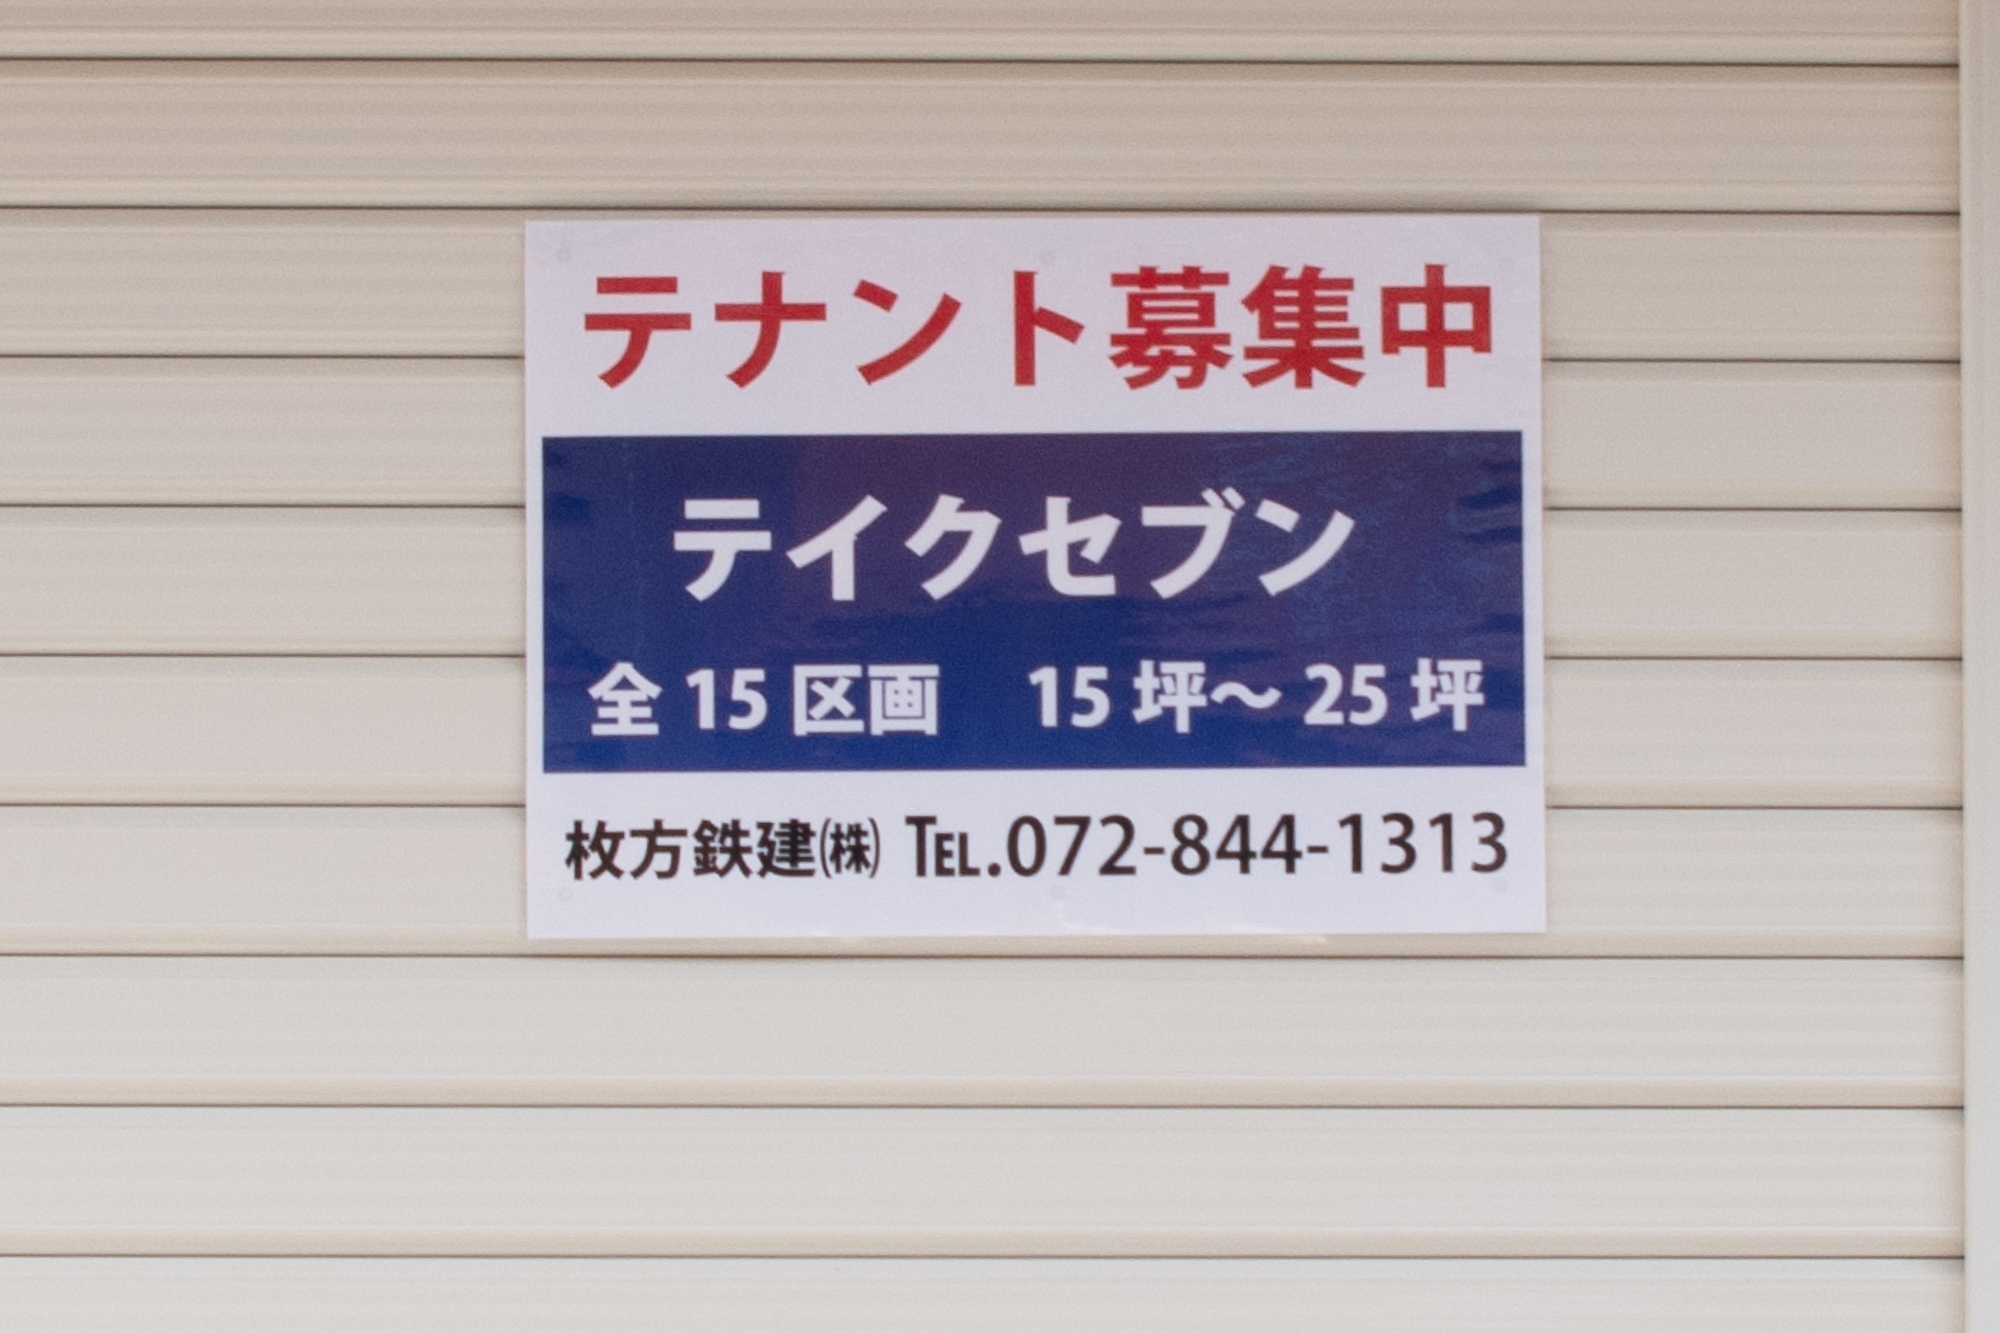 テナント募集中
テイクセブン
全15区画　15坪～25坪
枚方鉄建㈱ TEL.072-844-1313